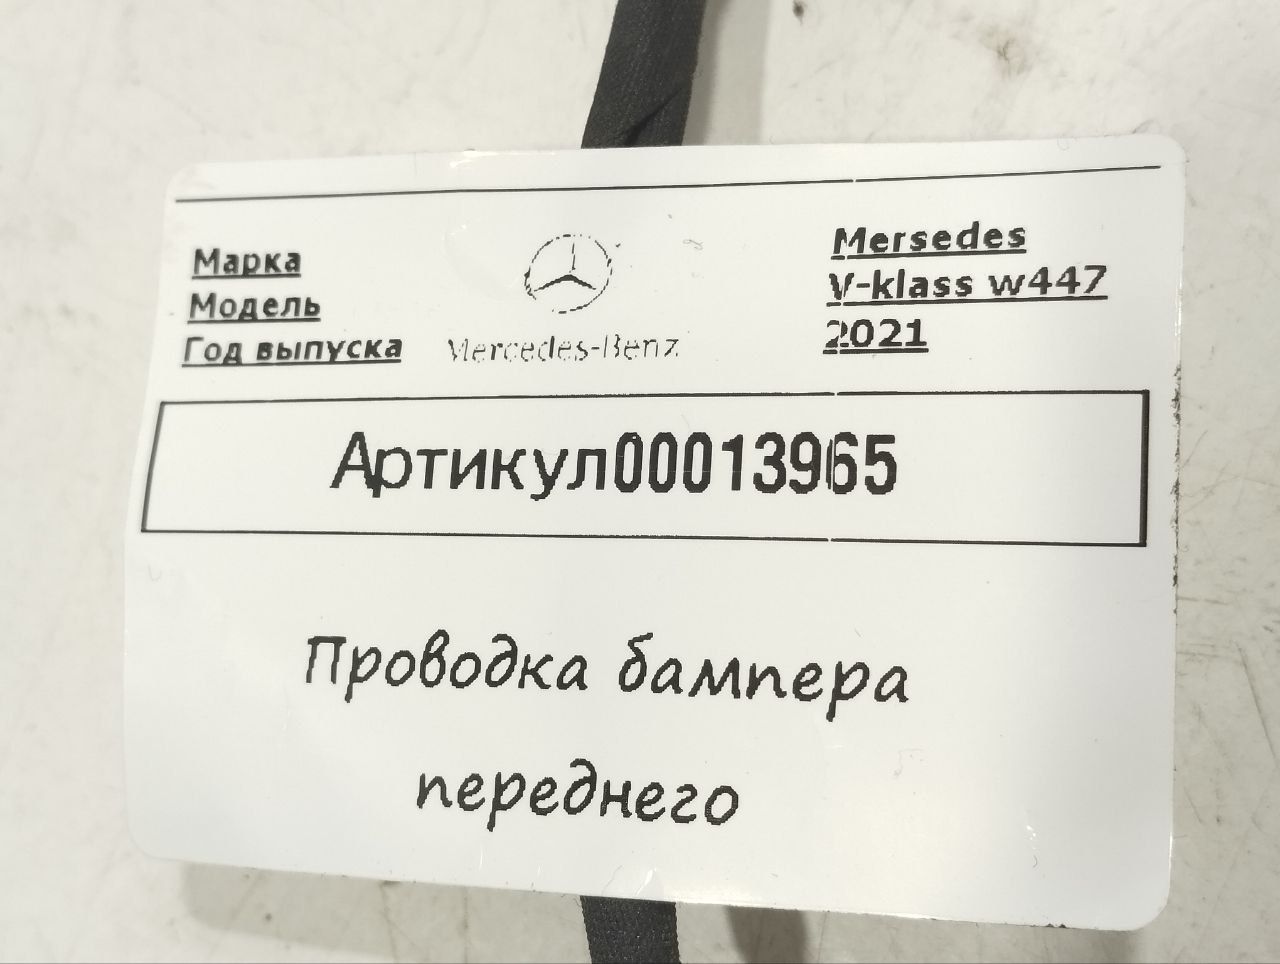 Марка
Модель
Год выпуска
Mercedes-Benz
Mersedes
V-klass w447
2021
Артикул00013965
Проводка бампера
переднего